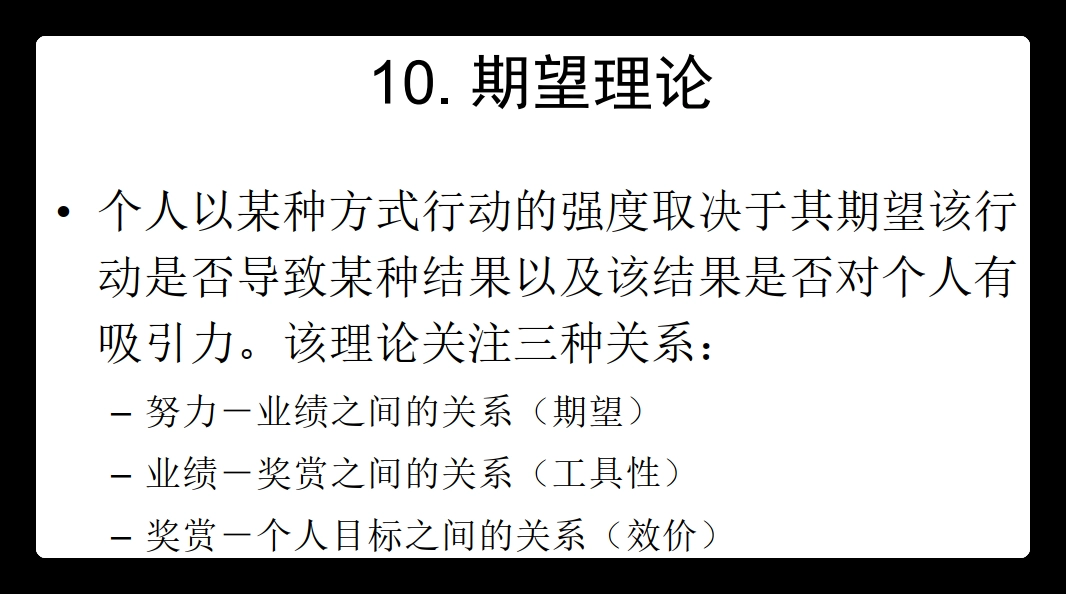 10. 期望理论
• 个人以某种方式行动的强度取决于其期望该行
动是否导致某种结果以及该结果是否对个人有
吸引力。该理论关注三种关系：
– 努力－业绩之间的关系（期望）
– 业绩－奖赏之间的关系（工具性）
– 奖赏－个人目标之间的关系（效价）